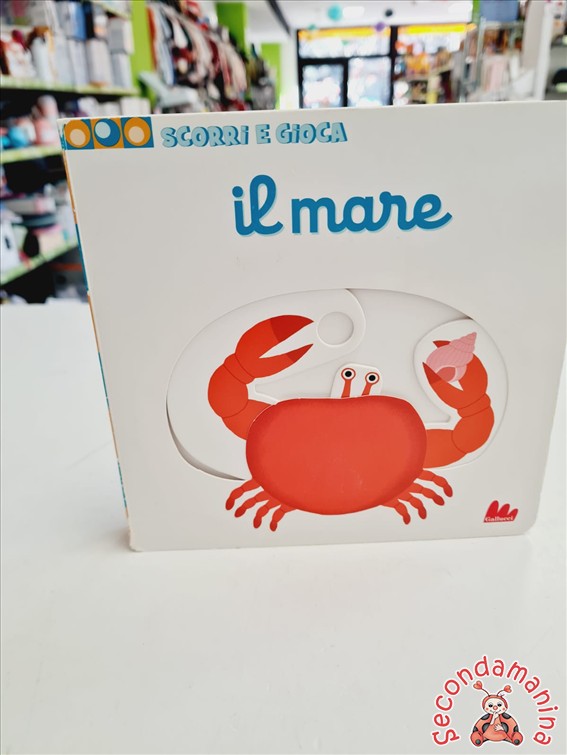 SCORRI E GIOCA
il mare
Gallucci
Secondamanina